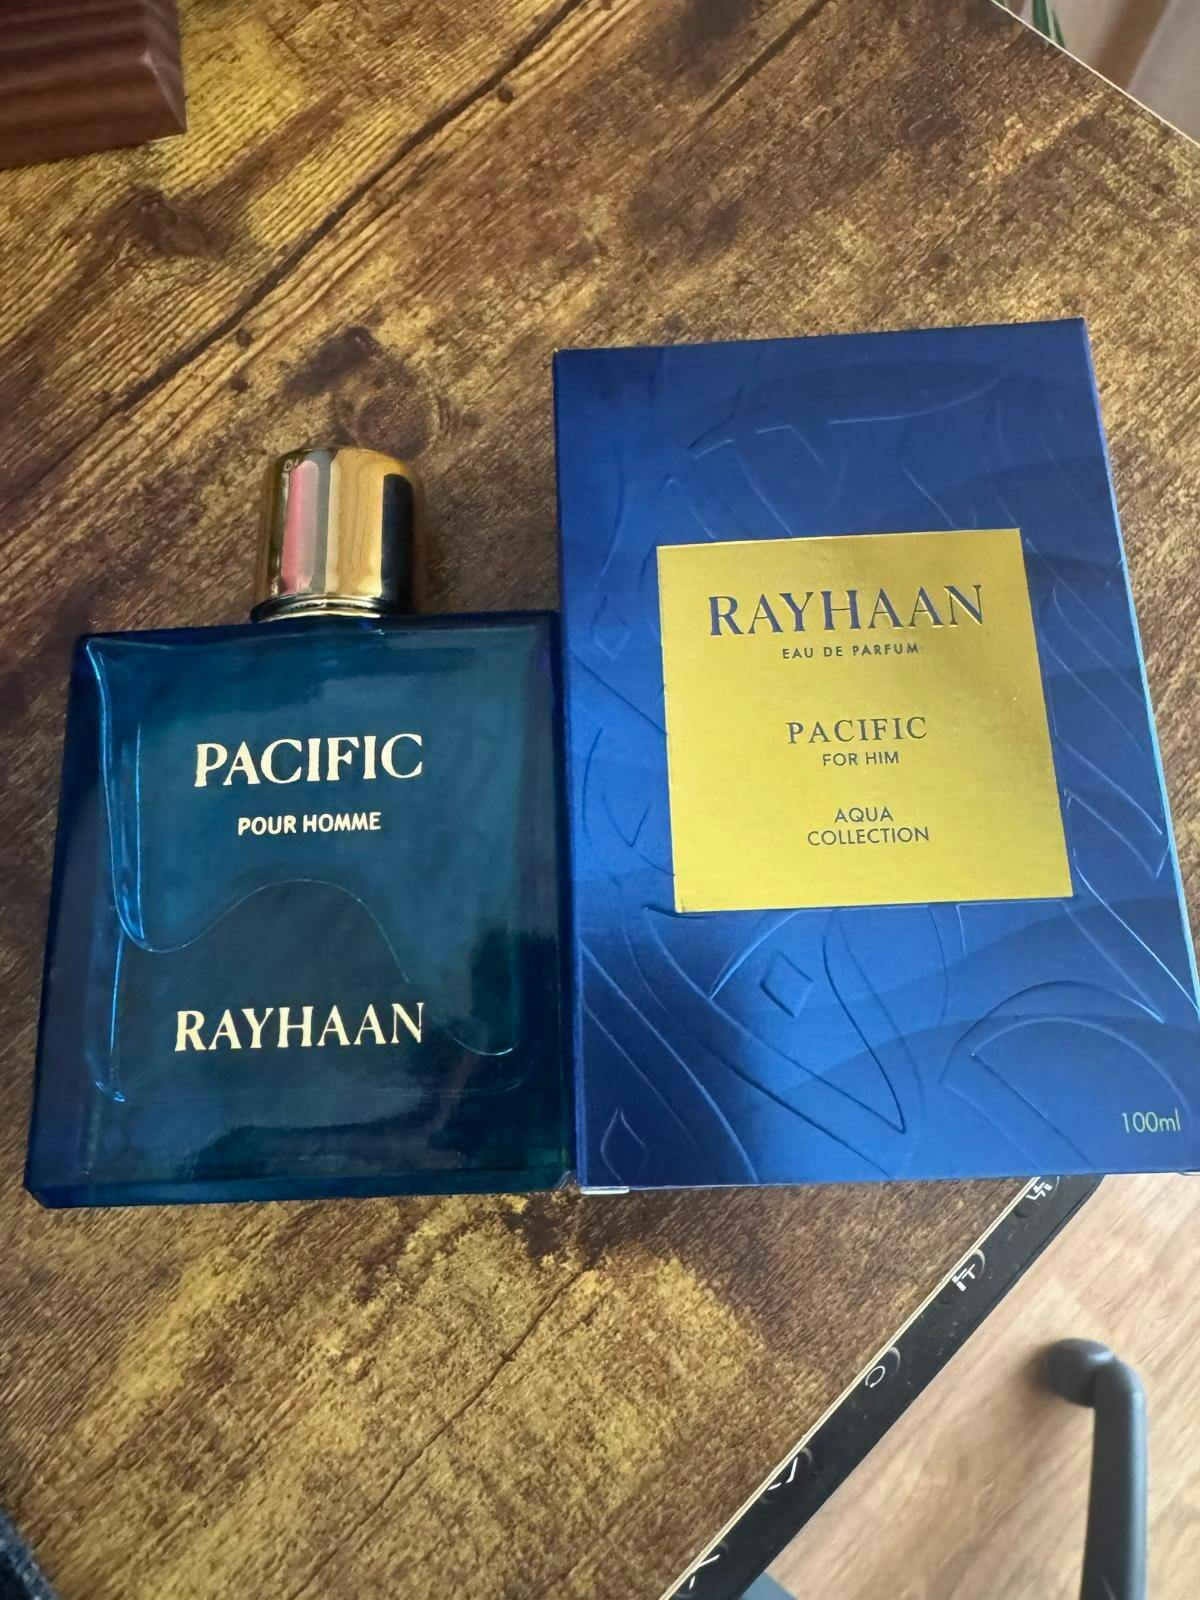 PACIFIC
POUR HOMME
RAYHAAN
RAYHAAN
EAU DE PARFUM
PACIFIC
FOR HIM
AQUA
COLLECTION
100ml